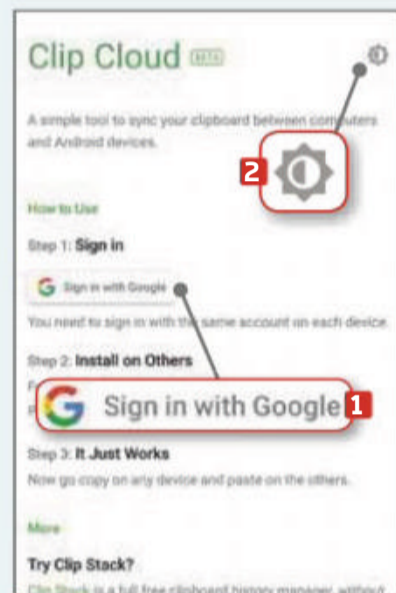 Clip Cloud BETA
A simple tool to sync your clipboard between computers
and Android devices.
2
How to Use
Step 1: Sign in
Sign in with Google
You need to sign in with the same account on each device.
Step 2: Install on Others
Sign in with Google 1
Step 3: It Just Works
Now go copy on any device and paste on the others.
More
Try Clip Stack?
Clip Stack is a full free clipboard history manager, without